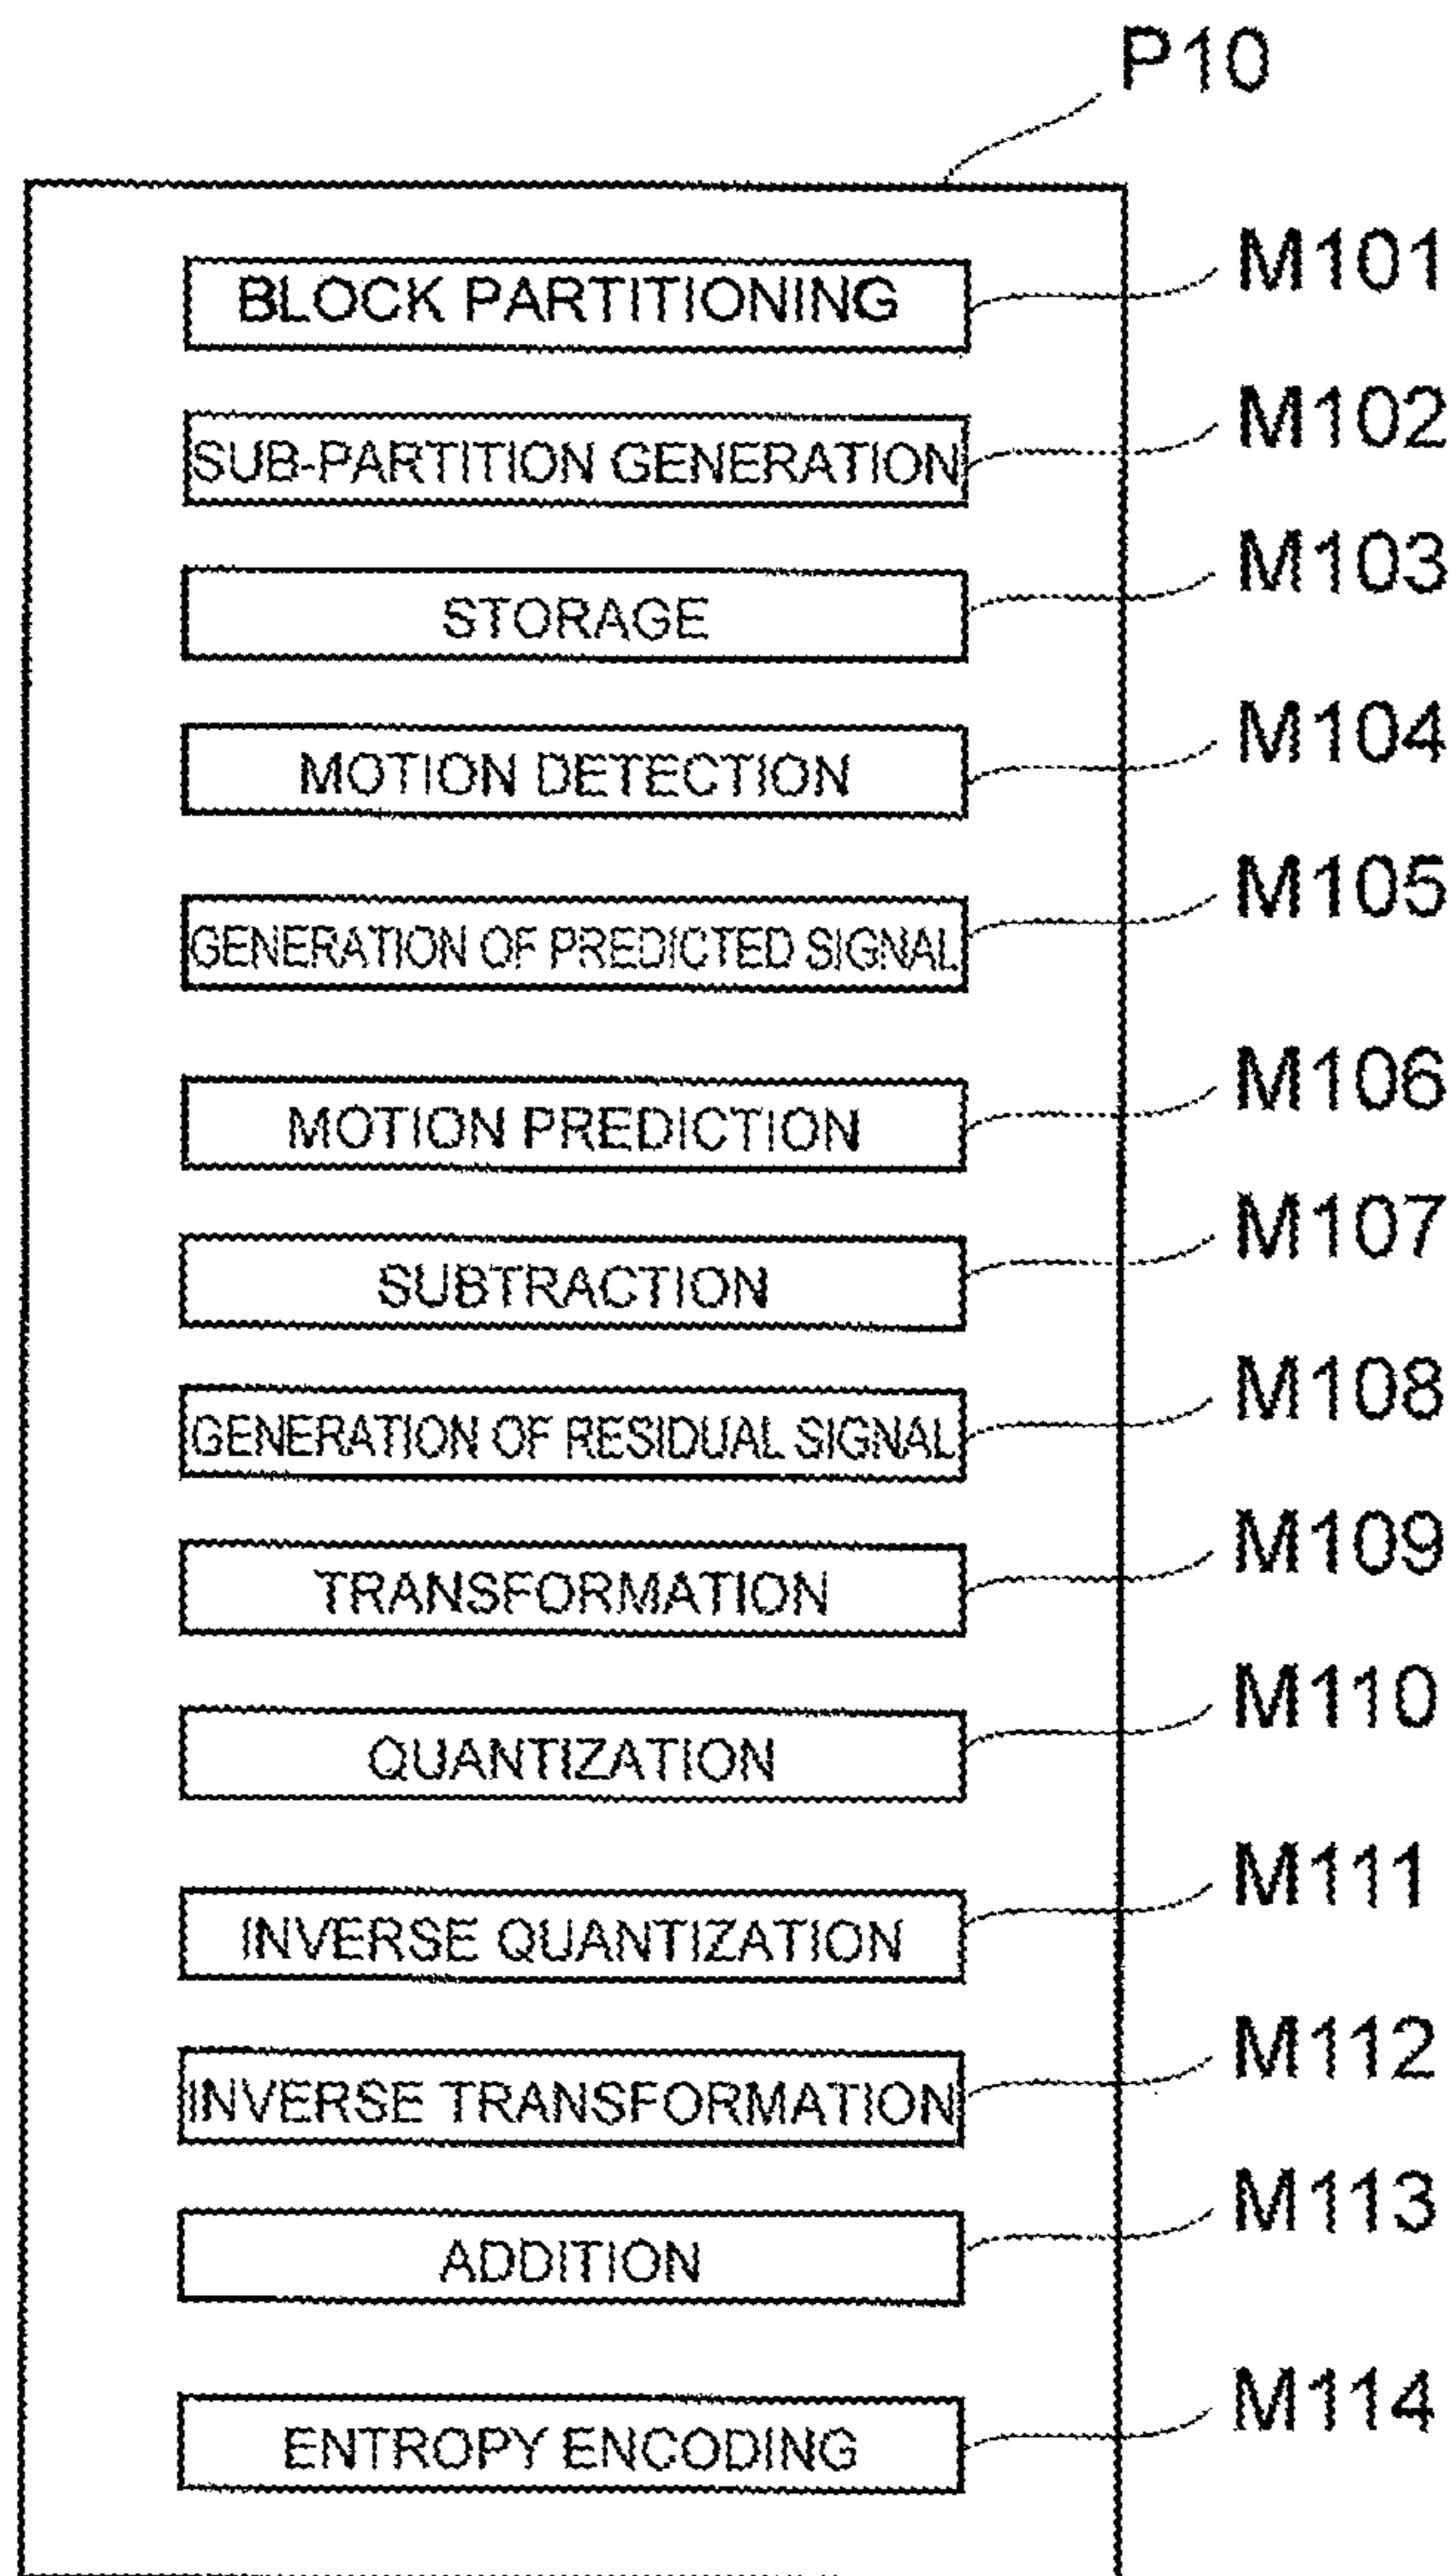 P10
BLOCK PARTITIONING M101
SUB-PARTITION GENERATION M102
STORAGE M103
MOTION DETECTION M104
GENERATION OF PREDICTED SIGNAL M105
MOTION PREDICTION M106
SUBTRACTION M107
GENERATION OF RESIDUAL SIGNAL M108
TRANSFORMATION M109
QUANTIZATION M110
INVERSE QUANTIZATION M111
INVERSE TRANSFORMATION M112
ADDITION M113
ENTROPY ENCODING M114